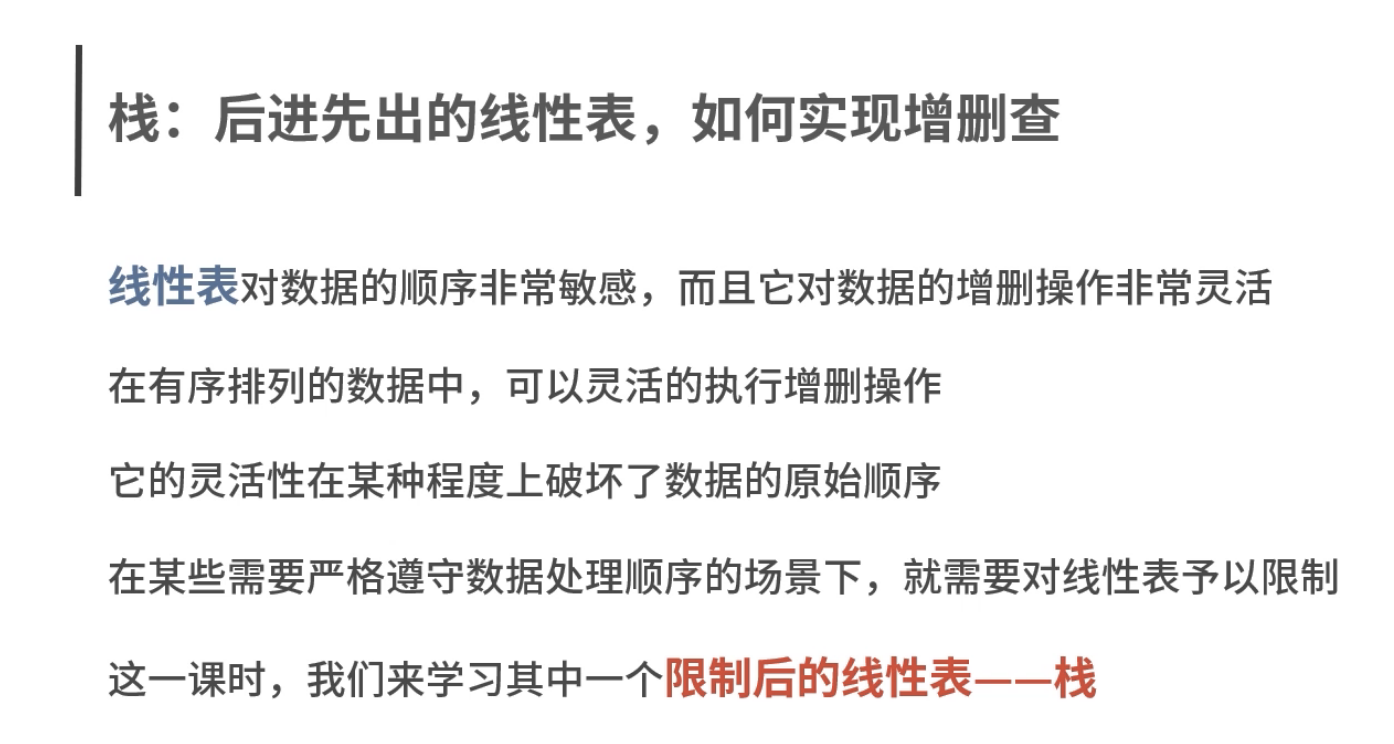 栈：后进先出的线性表，如何实现增删查
线性表对数据的顺序非常敏感，而且它对数据的增删操作非常灵活
在有序排列的数据中，可以灵活的执行增删操作
它的灵活性在某种程度上破坏了数据的原始顺序
在某些需要严格遵守数据处理顺序的场景下，就需要对线性表予以限制
这一课时，我们来学习其中一个限制后的线性表——栈